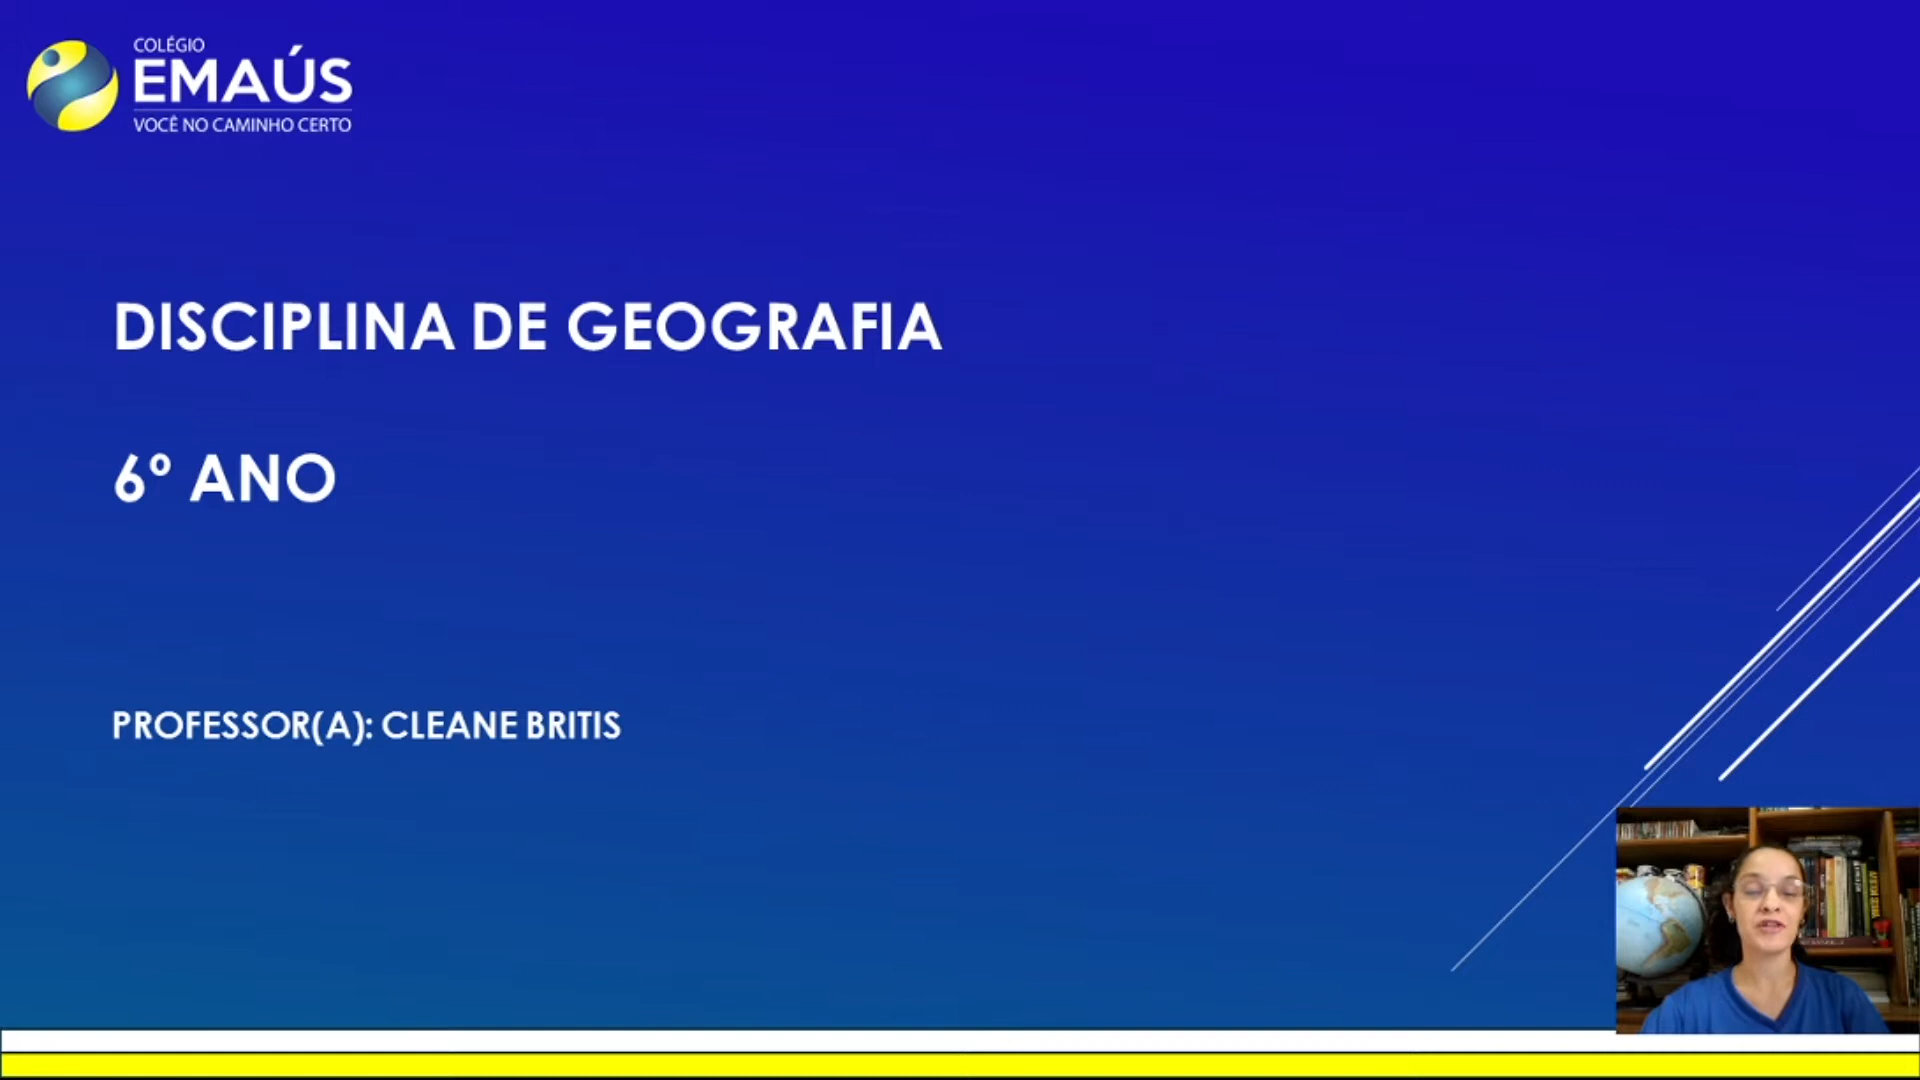 COLÉGIO
EMAÚS
VOCÊ NO CAMINHO CERTO
DISCIPLINA DE GEOGRAFIA
6º ANO
PROFESSOR(A): CLEANE BRITIS